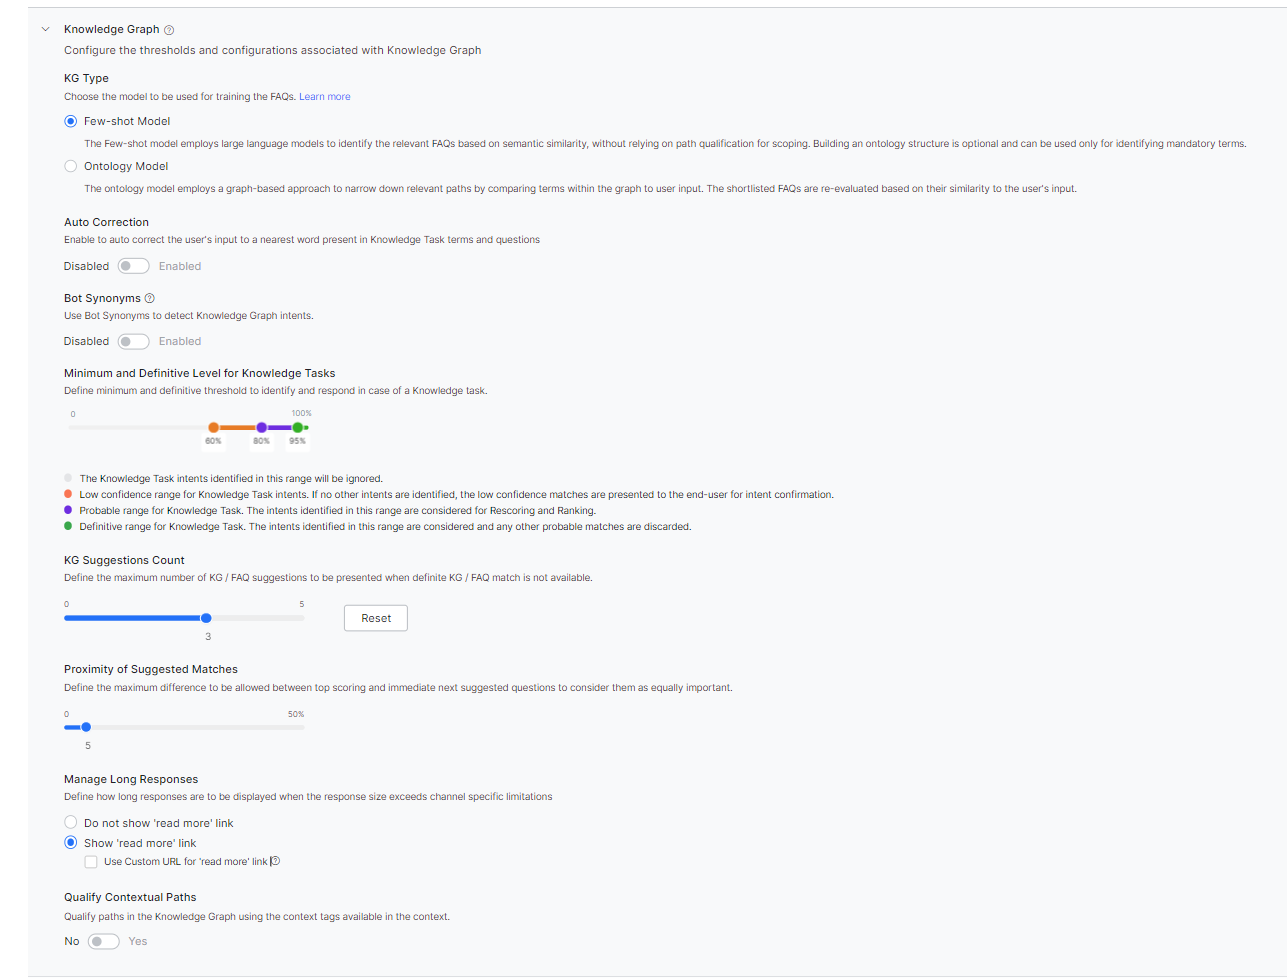 Knowledge Graph
Configure the thresholds and configurations associated with Knowledge Graph
KG Type
Choose the model to be used for training the FAQs. Learn more
Few-shot Model
The Few-shot model employs large language models to identify the relevant FAQs based on semantic similarity, without relying on path qualification for scoping. Building an ontology structure is optional and can be used only for identifying mandatory terms.
Ontology Model
The ontology model employs a graph-based approach to narrow down relevant paths by comparing terms within the graph to user input. The shortlisted FAQs are re-evaluated based on their similarity to the user's input.
Auto Correction
Enable to auto correct the user's input to a nearest word present in Knowledge Task terms and questions
Disabled Enabled
Bot Synonyms
Use Bot Synonyms to detect Knowledge Graph intents.
Disabled Enabled
Minimum and Definitive Level for Knowledge Tasks
Define minimum and definitive threshold to identify and respond in case of a Knowledge task.
0 100%
60% 80% 95%
The Knowledge Task intents identified in this range will be ignored.
Low confidence range for Knowledge Task intents. If no other intents are identified, the low confidence matches are presented to the end-user for intent confirmation.
Probable range for Knowledge Task. The intents identified in this range are considered for Rescoring and Ranking.
Definitive range for Knowledge Task. The intents identified in this range are considered and any other probable matches are discarded.
KG Suggestions Count
Define the maximum number of KG / FAQ suggestions to be presented when definite KG / FAQ match is not available.
0 5
Reset
3
Proximity of Suggested Matches
Define the maximum difference to be allowed between top scoring and immediate next suggested questions to consider them as equally important.
0 50%
5
Manage Long Responses
Define how long responses are to be displayed when the response size exceeds channel specific limitations
Do not show 'read more' link
Show 'read more' link
Use Custom URL for 'read more' link
Qualify Contextual Paths
Qualify paths in the Knowledge Graph using the context tags available in the context.
No Yes